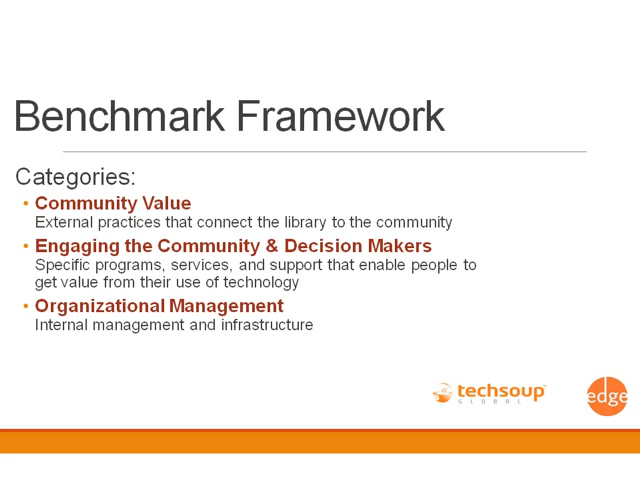 Benchmark Framework
Categories:
• Community Value
External practices that connect the library to the community
• Engaging the Community & Decision Makers
Specific programs, services, and support that enable people to
get value from their use of technology
• Organizational Management
Internal management and infrastructure
techsoup
GLOBAL
edge